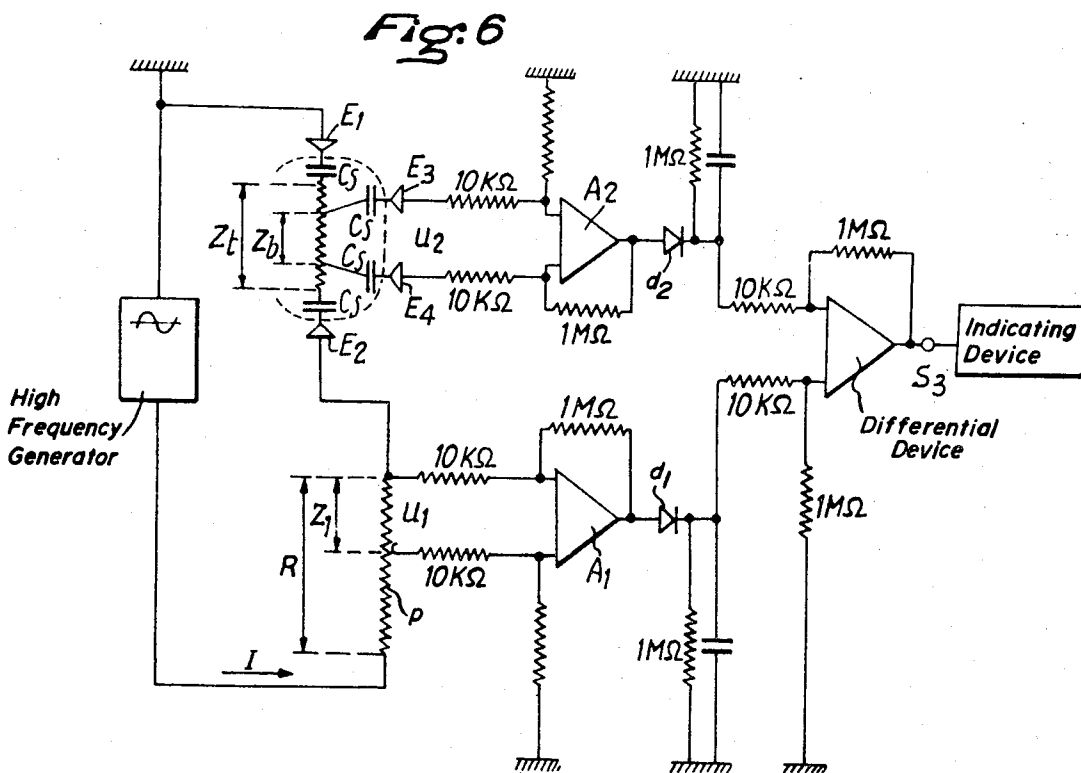 Fig: 6
E1
Cs
E3
10KΩ
A2
1MΩ
d2
Zt
Zb
Cs
U2
Cs
E4
10KΩ
1MΩ
Cs
E2
1MΩ
10KΩ
Indicating
Device
S3
10KΩ
Differential
Device
High
Frequency
Generator
1MΩ
10KΩ
d1
Z1
U1
R
10KΩ
A1
1MΩ
p
1MΩ
I